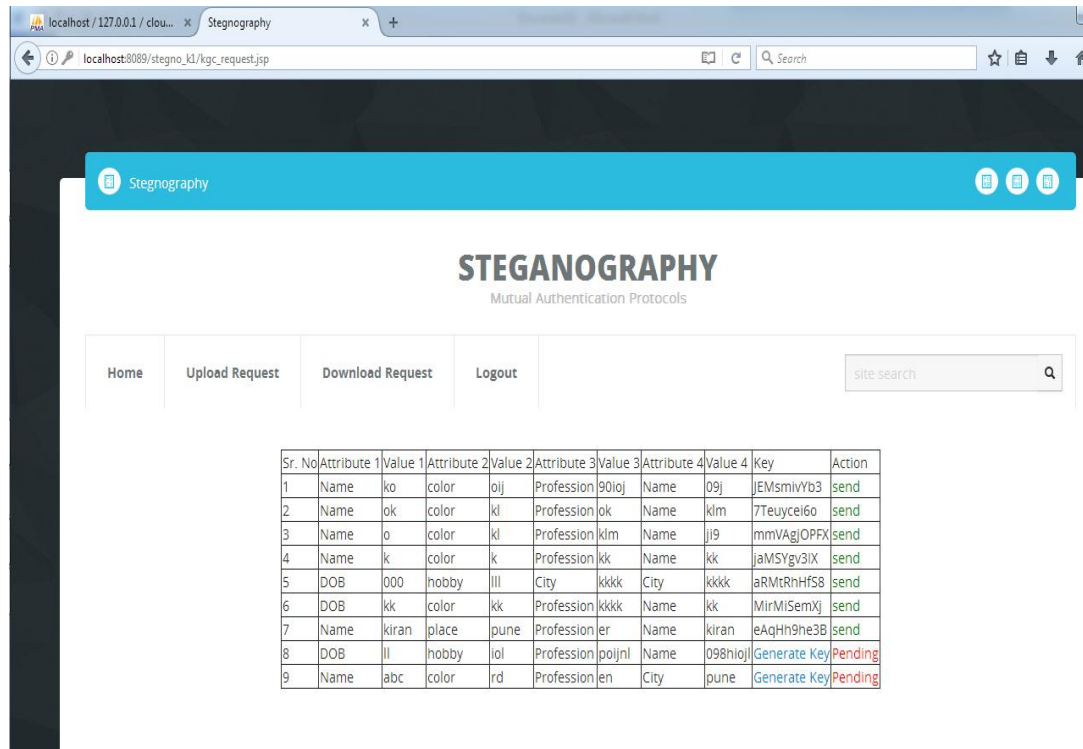 localhost / 127.0.0.1 / clou... × Stegnography × +
localhost:8089/stegno_k1/kgc_request.jsp Search
Stegnography
STEGANOGRAPHY
Mutual Authentication Protocols
Home Upload Request Download Request Logout site search
Sr. No Attribute 1 Value 1 Attribute 2 Value 2 Attribute 3 Value 3 Attribute 4 Value 4 Key Action
1 Name ko color oij Profession 90ioj Name 09j JEMsmivYb3 send
2 Name ok color kl Profession ok Name klm 7Teuycei6o send
3 Name o color kl Profession klm Name ji9 mmVAgjOPFX send
4 Name k color k Profession kk Name kk jaMSYgv3IX send
5 DOB 000 hobby lll City kkkk City kkkk aRMtRhHfS8 send
6 DOB kk color kk Profession kkkk Name kk MirMiSemXj send
7 Name kiran place pune Profession er Name kiran eAqHh9he3B send
8 DOB ll hobby iol Profession poijnl Name 098hiojl Generate Key Pending
9 Name abc color rd Profession en City pune Generate Key Pending